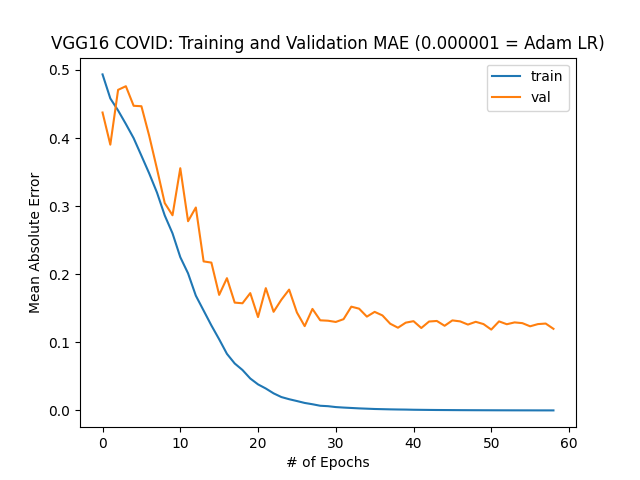 VGG16 COVID: Training and Validation MAE (0.000001 = Adam LR)
train
val
Mean Absolute Error
0.5
0.4
0.3
0.2
0.1
0.0
0 10 20 30 40 50 60
# of Epochs